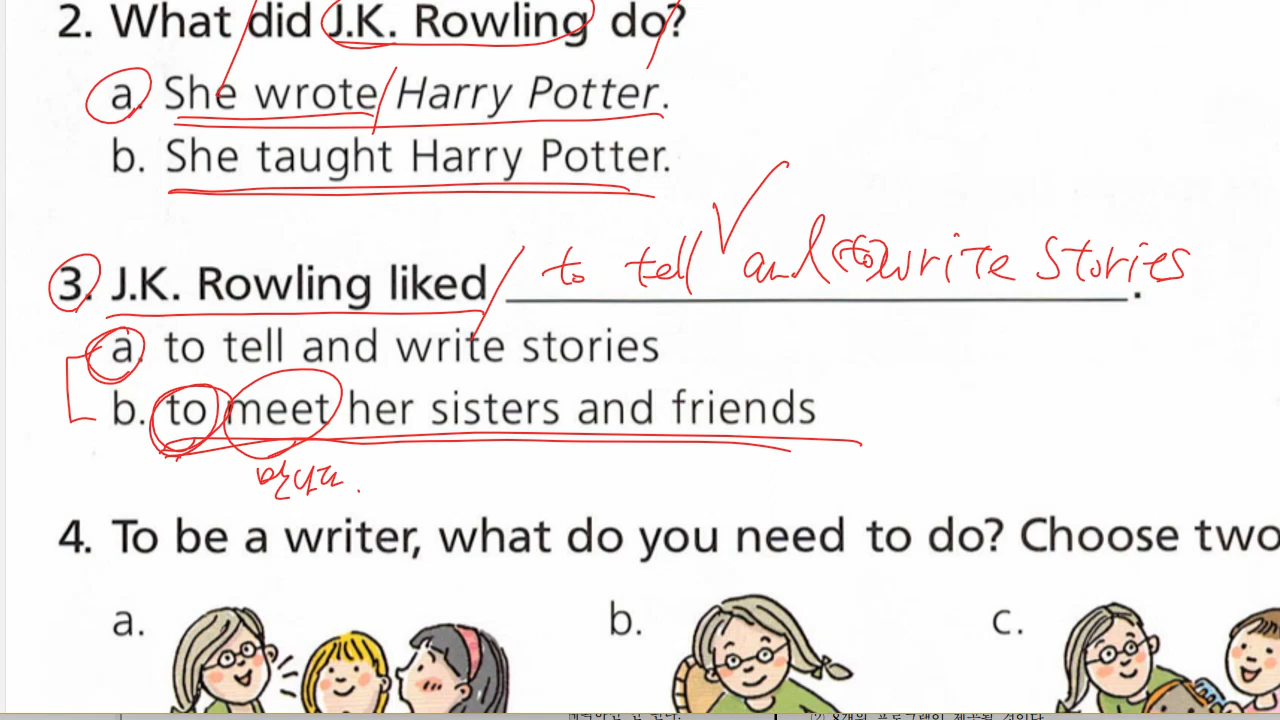 2. What did J.K. Rowling do?
a. She wrote Harry Potter.
b. She taught Harry Potter.
to tell and (to) write stories
3. J.K. Rowling liked ____________.
a. to tell and write stories
b. to meet her sisters and friends
만나다.
4. To be a writer, what do you need to do? Choose two
a.
b.
c.